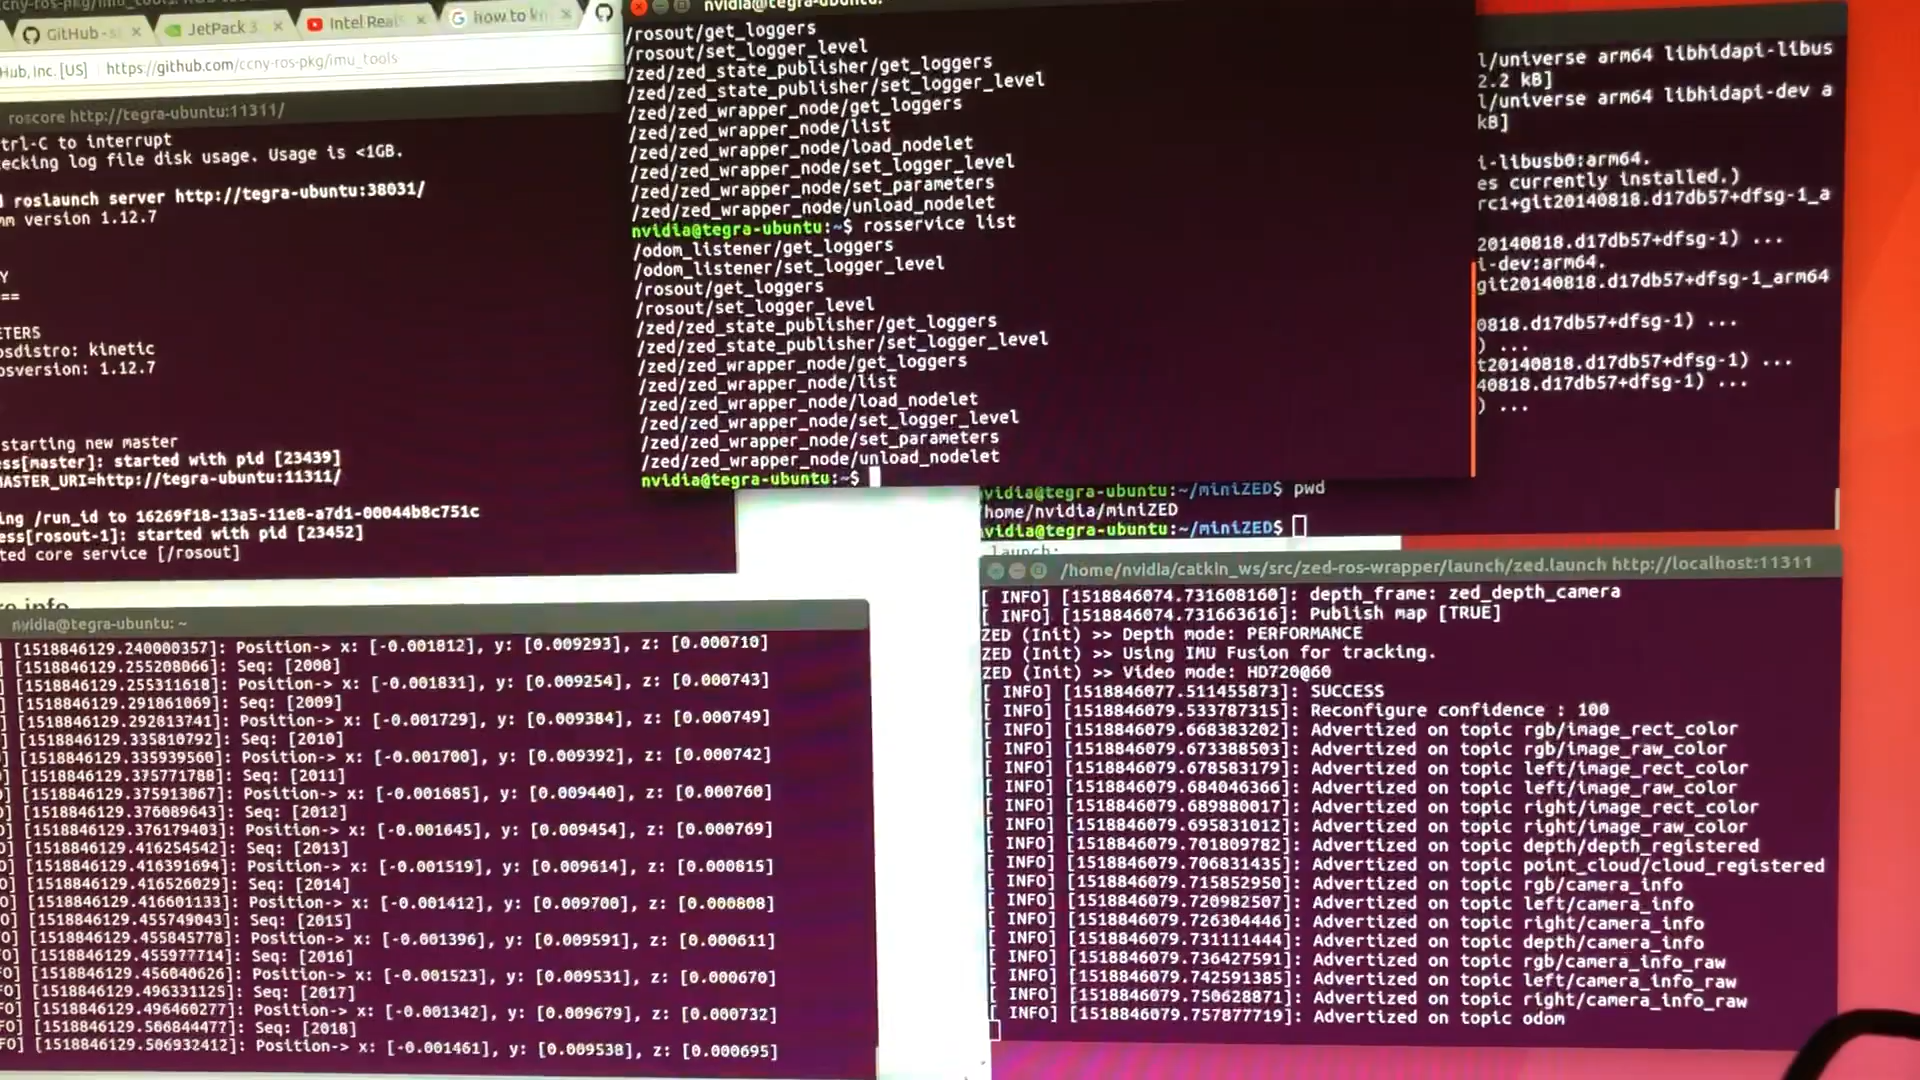 GitHub - s
JetPack 3
Intel Real
how to kn
Hub, Inc. [US] https://github.com/ccny-ros-pkg/imu_tools
roscore http://tegra-ubuntu:11311/
trl-C to interrupt
ecking log file disk usage. Usage is <1GB.
roslaunch server http://tegra-ubuntu:38031/
mm version 1.12.7
Y
==
ETERS
osdistro: kinetic
osversion: 1.12.7
starting new master
ess[master]: started with pid [23439]
MASTER_URI=http://tegra-ubuntu:11311/
ing /run_id to 16269f18-13a5-11e8-a7d1-00044b8c751c
ess[rosout-1]: started with pid [23452]
ted core service [/rosout]
nvidia@tegra-ubuntu:
/rosout/get_loggers
/rosout/set_logger_level
/zed/zed_state_publisher/get_loggers
/zed/zed_state_publisher/set_logger_level
/zed/zed_wrapper_node/get_loggers
/zed/zed_wrapper_node/list
/zed/zed_wrapper_node/load_nodelet
/zed/zed_wrapper_node/set_logger_level
/zed/zed_wrapper_node/set_parameters
/zed/zed_wrapper_node/unload_nodelet
nvidia@tegra-ubuntu:~$ rosservice list
/odom_listener/get_loggers
/odom_listener/set_logger_level
/rosout/get_loggers
/rosout/set_logger_level
/zed/zed_state_publisher/get_loggers
/zed/zed_state_publisher/set_logger_level
/zed/zed_wrapper_node/get_loggers
/zed/zed_wrapper_node/list
/zed/zed_wrapper_node/load_nodelet
/zed/zed_wrapper_node/set_logger_level
/zed/zed_wrapper_node/set_parameters
/zed/zed_wrapper_node/unload_nodelet
nvidia@tegra-ubuntu:~$
l/universe arm64 libhidapi-libus
2.2 kB]
l/universe arm64 libhidapi-dev a
kB]
i-libusb0:arm64.
es currently installed.)
rc1+git20140818.d17db57+dfsg-1_a
20140818.d17db57+dfsg-1) ...
i-dev:arm64.
git20140818.d17db57+dfsg-1_arm64
0818.d17db57+dfsg-1) ...
) ...
t20140818.d17db57+dfsg-1) ...
40818.d17db57+dfsg-1) ...
) ...
nvidia@tegra-ubuntu:~/miniZED$ pwd
/home/nvidia/miniZED
nvidia@tegra-ubuntu:~/miniZED$
launch:
nvidia@tegra-ubuntu: ~
[1518846129.240000357]: Position-> x: [-0.001812], y: [0.009293], z: [0.000710]
[1518846129.255208066]: Seq: [2008]
[1518846129.255311618]: Position-> x: [-0.001831], y: [0.009254], z: [0.000743]
[1518846129.291861069]: Seq: [2009]
[1518846129.292013741]: Position-> x: [-0.001729], y: [0.009384], z: [0.000749]
[1518846129.335810792]: Seq: [2010]
[1518846129.335939560]: Position-> x: [-0.001700], y: [0.009392], z: [0.000742]
[1518846129.375771788]: Seq: [2011]
[1518846129.375913067]: Position-> x: [-0.001685], y: [0.009440], z: [0.000760]
[1518846129.376089643]: Seq: [2012]
[1518846129.376179403]: Position-> x: [-0.001645], y: [0.009454], z: [0.000769]
[1518846129.416254542]: Seq: [2013]
[1518846129.416391694]: Position-> x: [-0.001519], y: [0.009614], z: [0.000815]
[1518846129.416526029]: Seq: [2014]
[1518846129.416601133]: Position-> x: [-0.001412], y: [0.009700], z: [0.000808]
[1518846129.455749043]: Seq: [2015]
[1518846129.455845778]: Position-> x: [-0.001396], y: [0.009591], z: [0.000611]
[1518846129.455977714]: Seq: [2016]
[1518846129.456040626]: Position-> x: [-0.001523], y: [0.009531], z: [0.000670]
[1518846129.496331125]: Seq: [2017]
[1518846129.496460277]: Position-> x: [-0.001342], y: [0.009679], z: [0.000732]
[1518846129.506844477]: Seq: [2018]
[1518846129.506932412]: Position-> x: [-0.001461], y: [0.009538], z: [0.000695]
/home/nvidia/catkin_ws/src/zed-ros-wrapper/launch/zed.launch http://localhost:11311
[ INFO] [1518846074.731608160]: depth_frame: zed_depth_camera
[ INFO] [1518846074.731663616]: Publish map [TRUE]
ZED (Init) >> Depth mode: PERFORMANCE
ZED (Init) >> Using IMU Fusion for tracking.
ZED (Init) >> Video mode: HD720@60
[ INFO] [1518846077.511455873]: SUCCESS
[ INFO] [1518846079.533787315]: Reconfigure confidence : 100
[ INFO] [1518846079.668383202]: Advertized on topic rgb/image_rect_color
[ INFO] [1518846079.673388503]: Advertized on topic rgb/image_raw_color
[ INFO] [1518846079.678583179]: Advertized on topic left/image_rect_color
[ INFO] [1518846079.684046366]: Advertized on topic left/image_raw_color
[ INFO] [1518846079.689880017]: Advertized on topic right/image_rect_color
[ INFO] [1518846079.695831012]: Advertized on topic right/image_raw_color
[ INFO] [1518846079.701809782]: Advertized on topic depth/depth_registered
[ INFO] [1518846079.706831435]: Advertized on topic point_cloud/cloud_registered
[ INFO] [1518846079.715852950]: Advertized on topic rgb/camera_info
[ INFO] [1518846079.720982507]: Advertized on topic left/camera_info
[ INFO] [1518846079.726304446]: Advertized on topic right/camera_info
[ INFO] [1518846079.731111444]: Advertized on topic depth/camera_info
[ INFO] [1518846079.736427591]: Advertized on topic rgb/camera_info_raw
[ INFO] [1518846079.742591385]: Advertized on topic left/camera_info_raw
[ INFO] [1518846079.750628871]: Advertized on topic right/camera_info_raw
[ INFO] [1518846079.757877719]: Advertized on topic odom